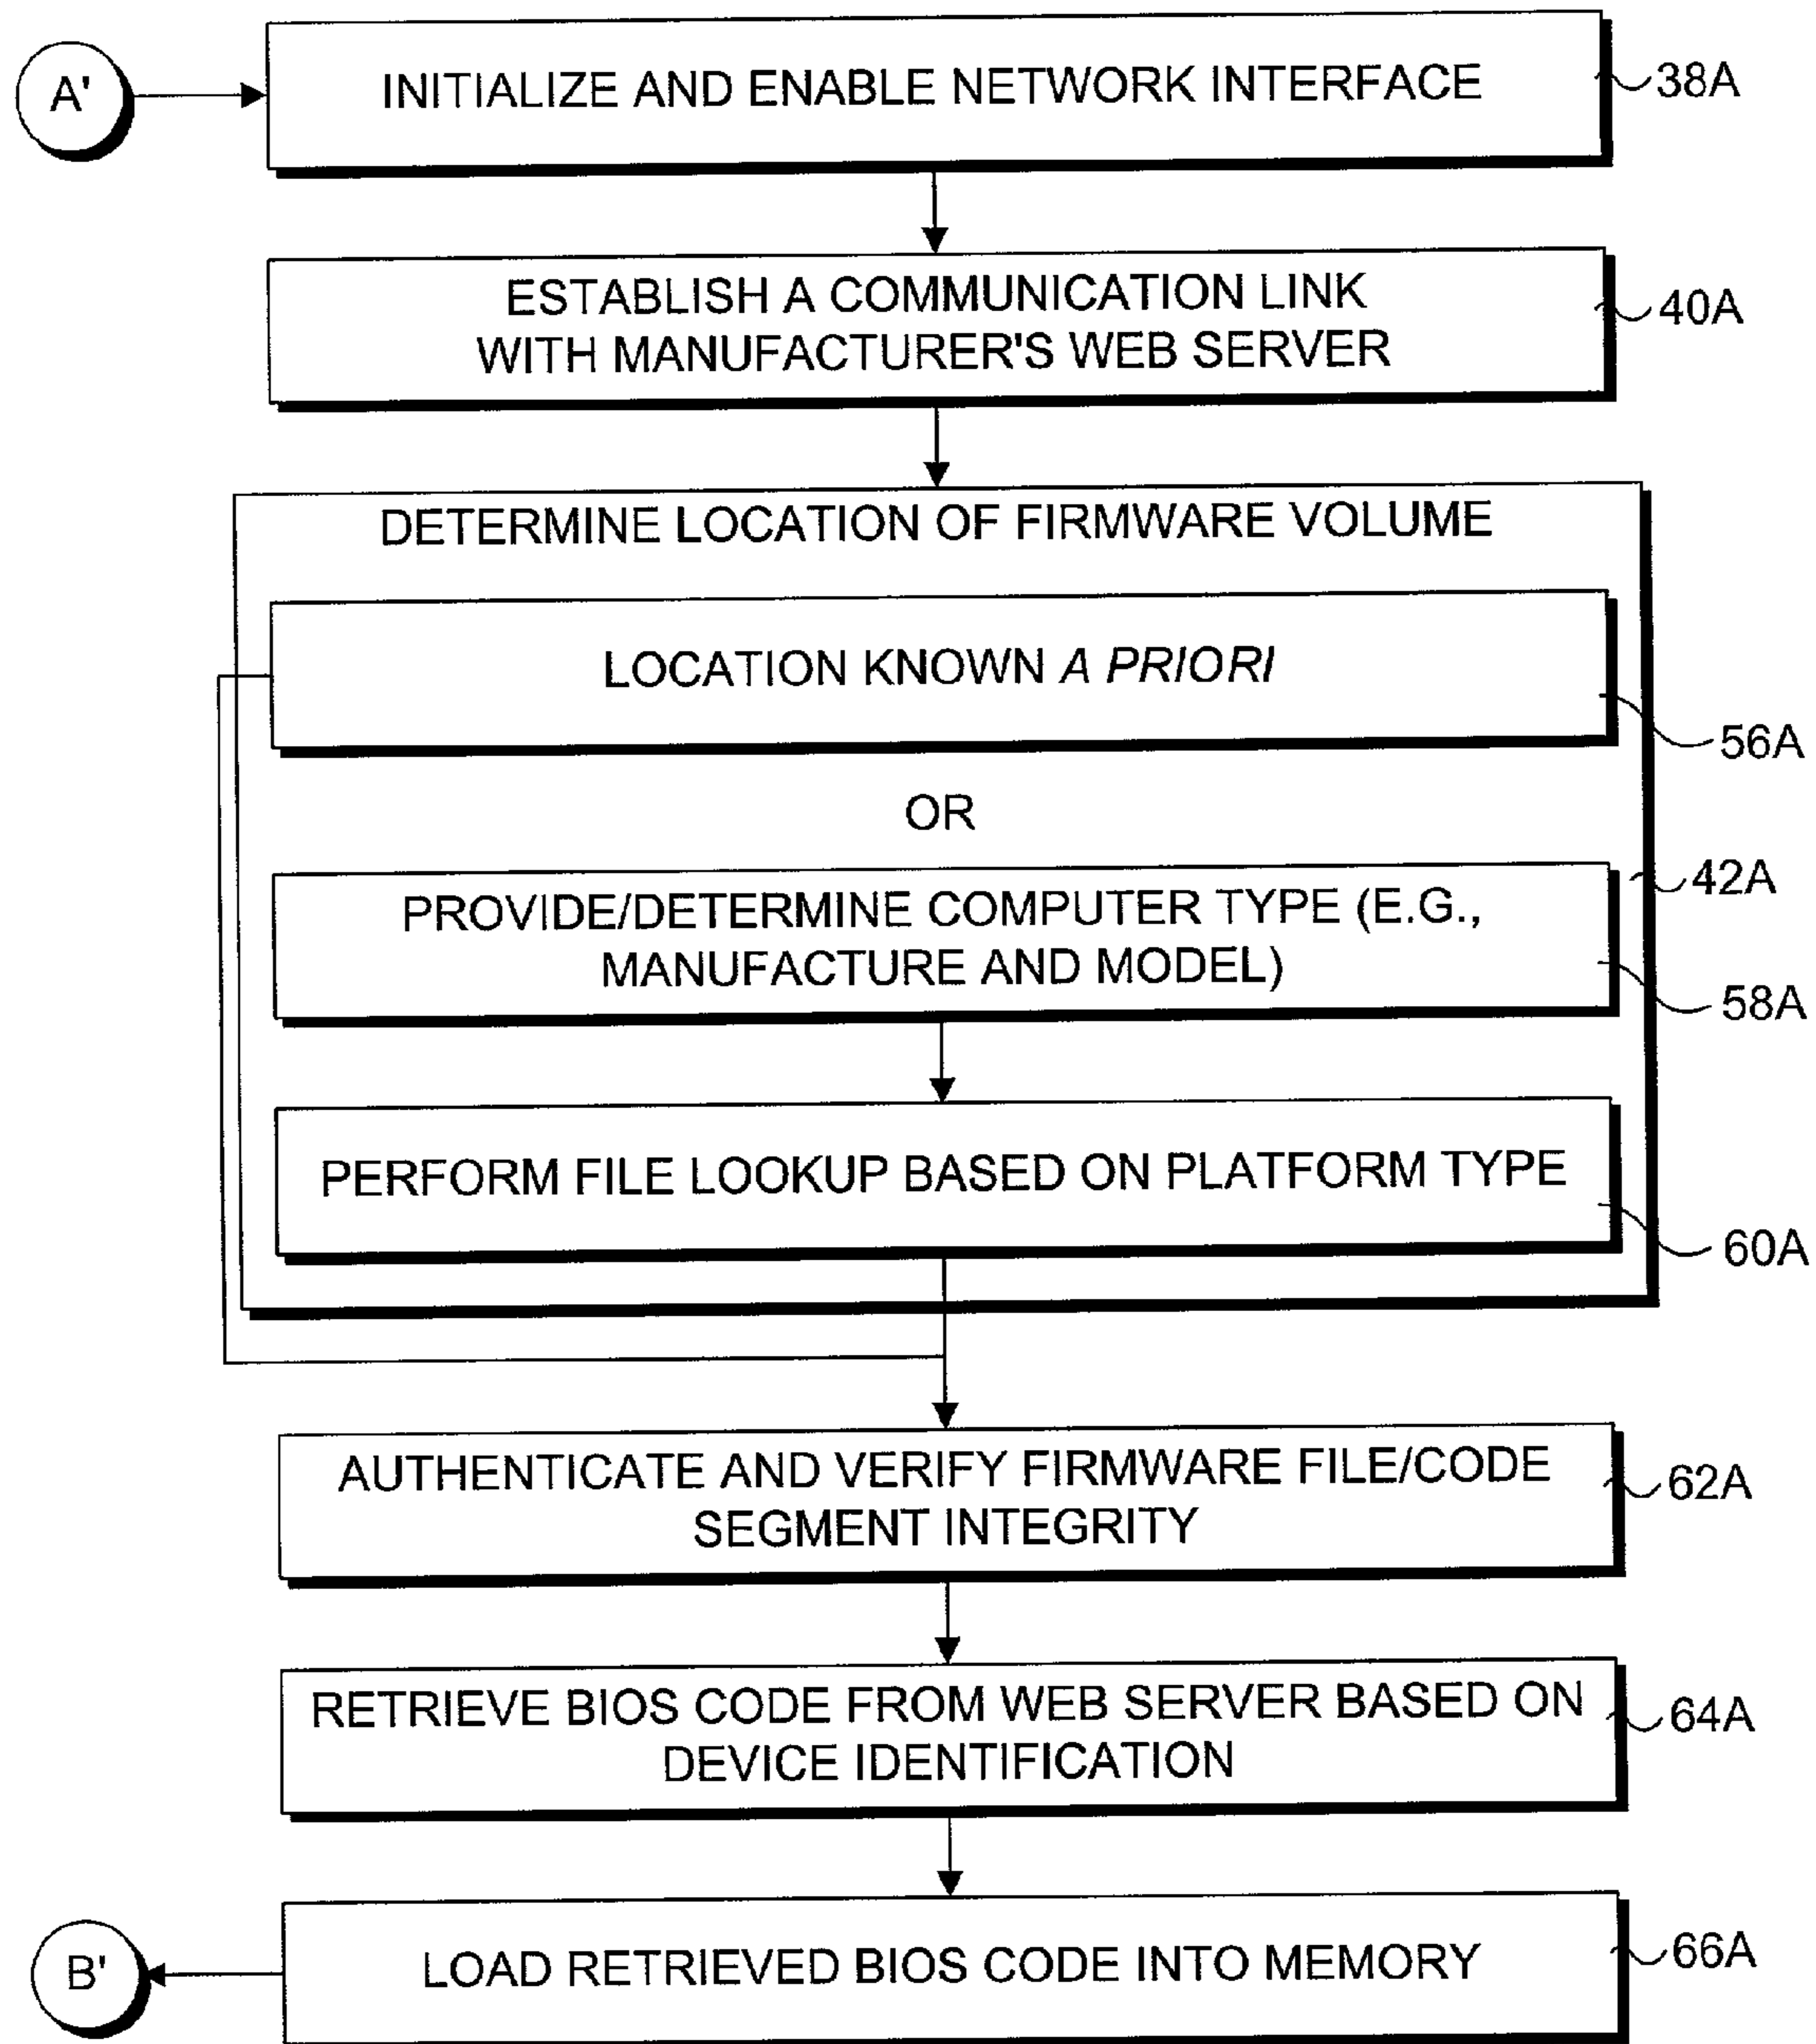 A'
INITIALIZE AND ENABLE NETWORK INTERFACE
38A
ESTABLISH A COMMUNICATION LINK
WITH MANUFACTURER'S WEB SERVER
40A
DETERMINE LOCATION OF FIRMWARE VOLUME
LOCATION KNOWN A PRIORI
56A
OR
42A
PROVIDE/DETERMINE COMPUTER TYPE (E.G.,
MANUFACTURE AND MODEL)
58A
PERFORM FILE LOOKUP BASED ON PLATFORM TYPE
60A
AUTHENTICATE AND VERIFY FIRMWARE FILE/CODE
SEGMENT INTEGRITY
62A
RETRIEVE BIOS CODE FROM WEB SERVER BASED ON
DEVICE IDENTIFICATION
64A
B'
LOAD RETRIEVED BIOS CODE INTO MEMORY
66A